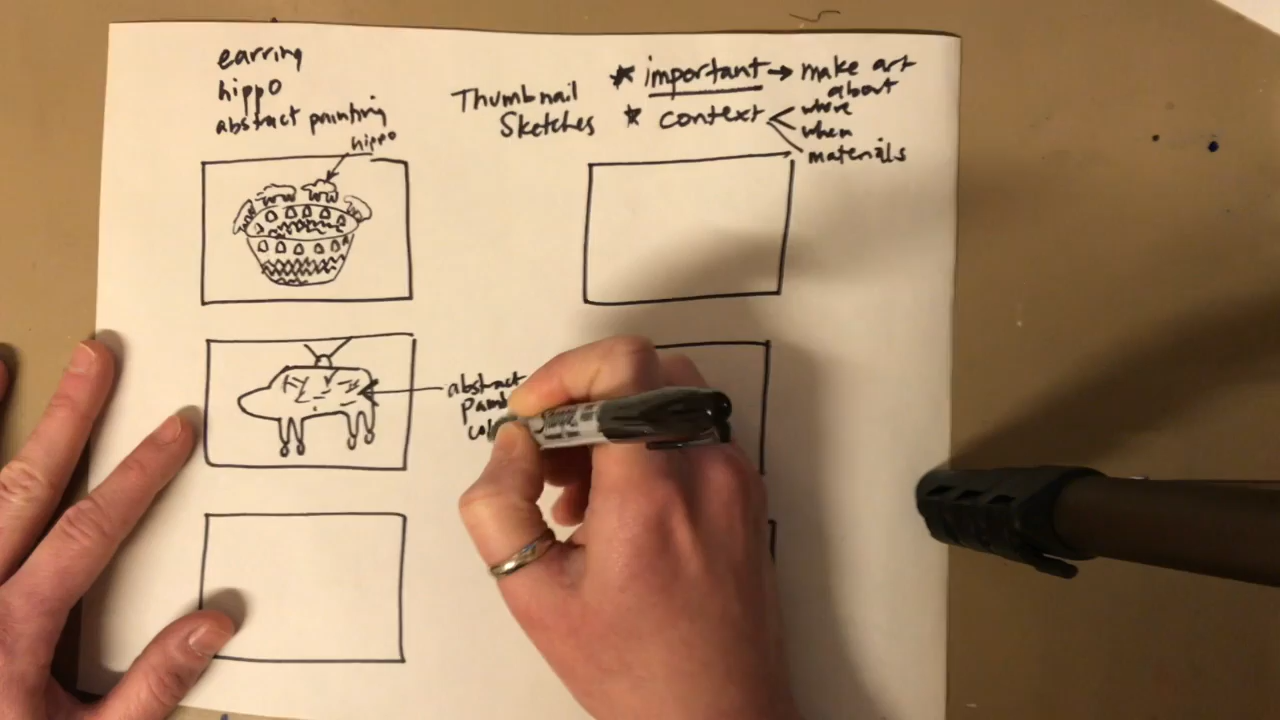 earring
hippo
abstract painting
hippo
Thumbnail
Sketches
★ important → make art
about
★ context
where
when
materials
abstract